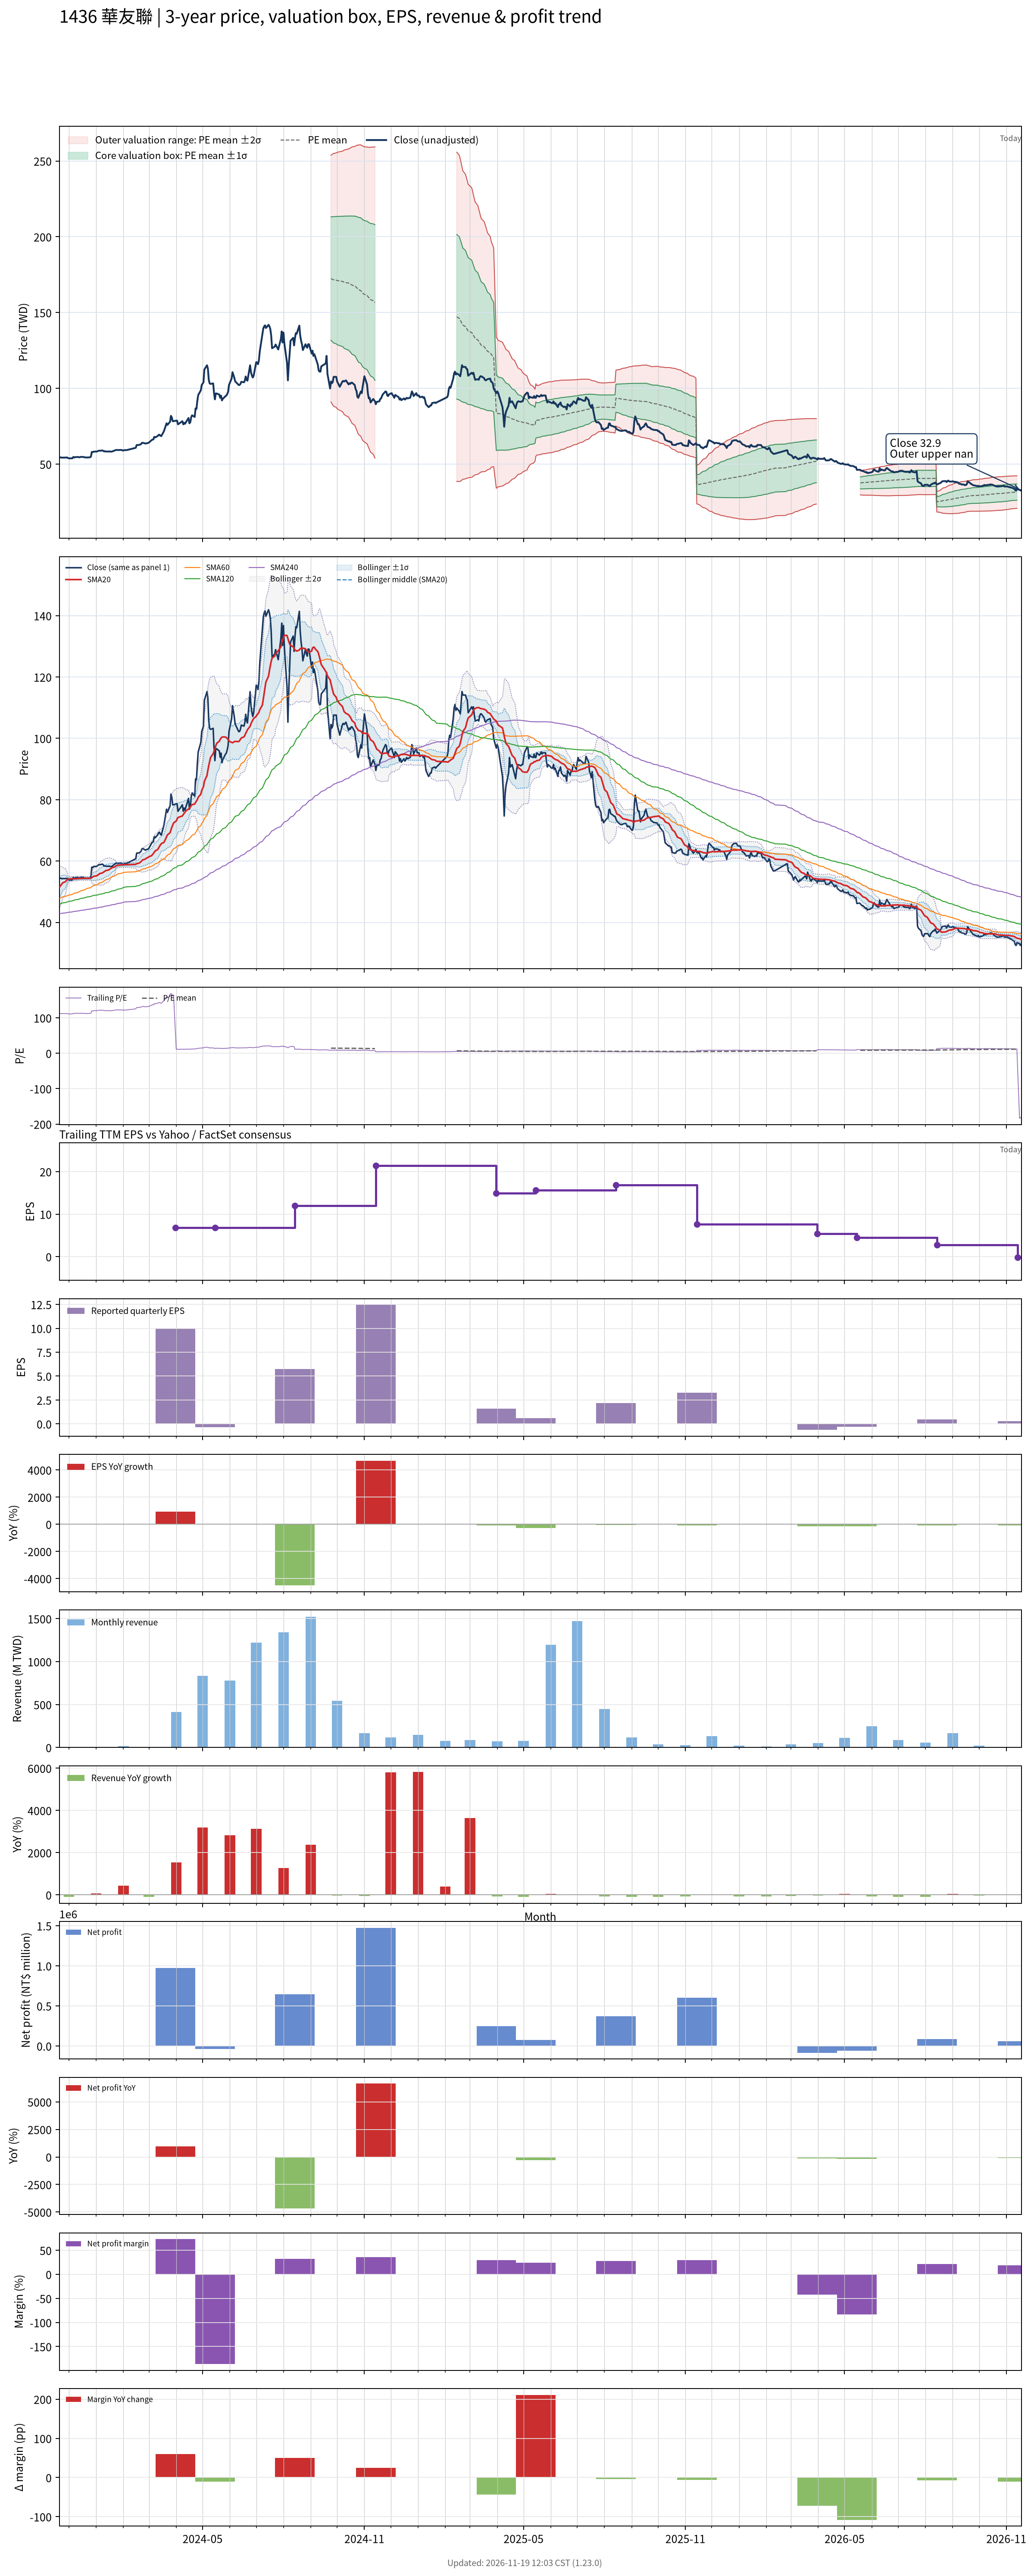 1436 華友聯 | 3-year price, valuation box, EPS, revenue & profit trend
Outer valuation range: PE mean ±2σ
Core valuation box: PE mean ±1σ
PE mean
Close (unadjusted)
Today
250
200
150
100
50
Price (TWD)
Close 32.9
Outer upper nan
Close (same as panel 1)
SMA20
SMA60
SMA120
SMA240
Bollinger ±2σ
Bollinger ±1σ
Bollinger middle (SMA20)
140
120
100
80
60
40
Price
Trailing P/E
P/E mean
100
0
-100
-200
P/E
Trailing TTM EPS vs Yahoo / FactSet consensus
Today
20
10
0
EPS
Reported quarterly EPS
12.5
10.0
7.5
5.0
2.5
0.0
EPS
EPS YoY growth
4000
2000
0
-2000
-4000
YoY (%)
Monthly revenue
1500
1000
500
0
Revenue (M TWD)
Revenue YoY growth
6000
4000
2000
0
YoY (%)
Month
1e6
Net profit
1.5
1.0
0.5
0.0
Net profit (NT$ million)
Net profit YoY
5000
2500
0
-2500
-5000
YoY (%)
Net profit margin
50
0
-50
-100
-150
Margin (%)
Margin YoY change
200
100
0
-100
Δ margin (pp)
2024-05
2024-11
2025-05
2025-11
2026-05
2026-11
Updated: 2026-11-19 12:03 CST (1.23.0)